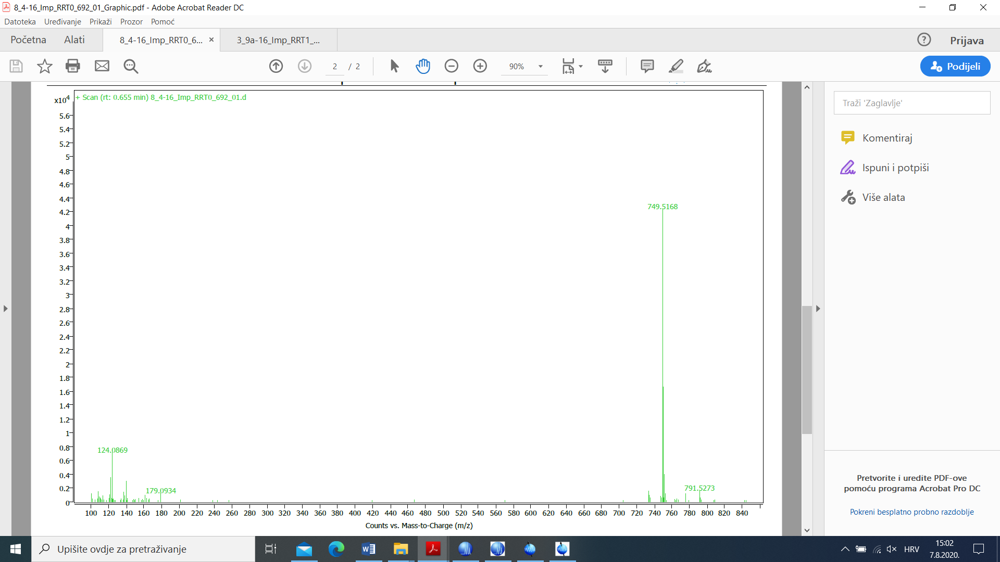 8_4-16_Imp_RRT0_692_01_Graphic.pdf - Adobe Acrobat Reader DC
Datoteka Uređivanje Prikaži Prozor Pomoć
Početna Alati 8_4-16_Imp_RRT0_6... × 3_9a-16_Imp_RRT1_... Prijava
2 / 2 90% Podijeli
x10⁴
+ Scan (rt: 0.655 min) 8_4-16_Imp_RRT0_692_01.d
5.6
5.4
5.2
5
4.8
4.6
4.4
4.2
4
3.8
3.6
3.4
3.2
3
2.8
2.6
2.4
2.2
2
1.8
1.6
1.4
1.2
1
0.8
0.6
0.4
0.2
0
749.5168
124.0869
179.0934
791.5273
100 120 140 160 180 200 220 240 260 280 300 320 340 360 380 400 420 440 460 480 500 520 540 560 580 600 620 640 660 680 700 720 740 760 780 800 820 840
Counts vs. Mass-to-Charge (m/z)
Traži 'Zaglavlje'
Komentiraj
Ispuni i potpiši
Više alata
Pretvorite i uredite PDF-ove
pomoću programa Acrobat Pro DC
Pokreni besplatno probno razdoblje
Upišite ovdje za pretraživanje
HRV
15:02
7.8.2020.